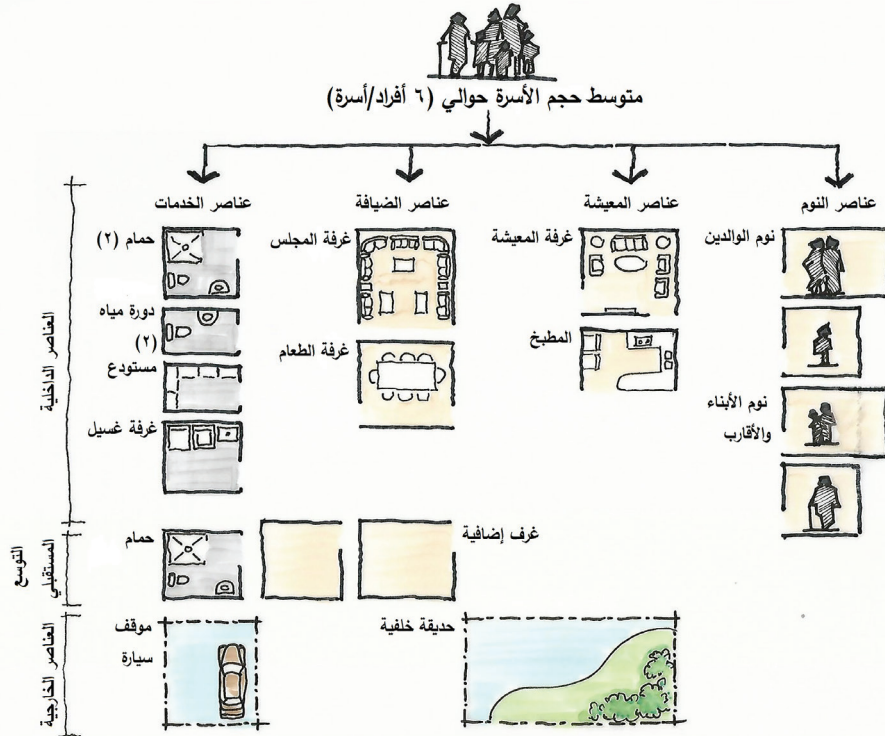 متوسط حجم الأسرة حوالي (٦ أفراد/أسرة)
عناصر النوم
عناصر المعيشة
عناصر الضيافة
عناصر الخدمات
العناصر الداخلية
نوم الوالدين
نوم الأبناء
والأقارب
غرفة المعيشة
المطبخ
غرفة المجلس
غرفة الطعام
حمام (٢)
دورة مياه
(٢)
مستودع
غرفة غسيل
التوسع
المستقبلي
غرف إضافية
حمام
العناصر الخارجية
حديقة خلفية
موقف
سيارة